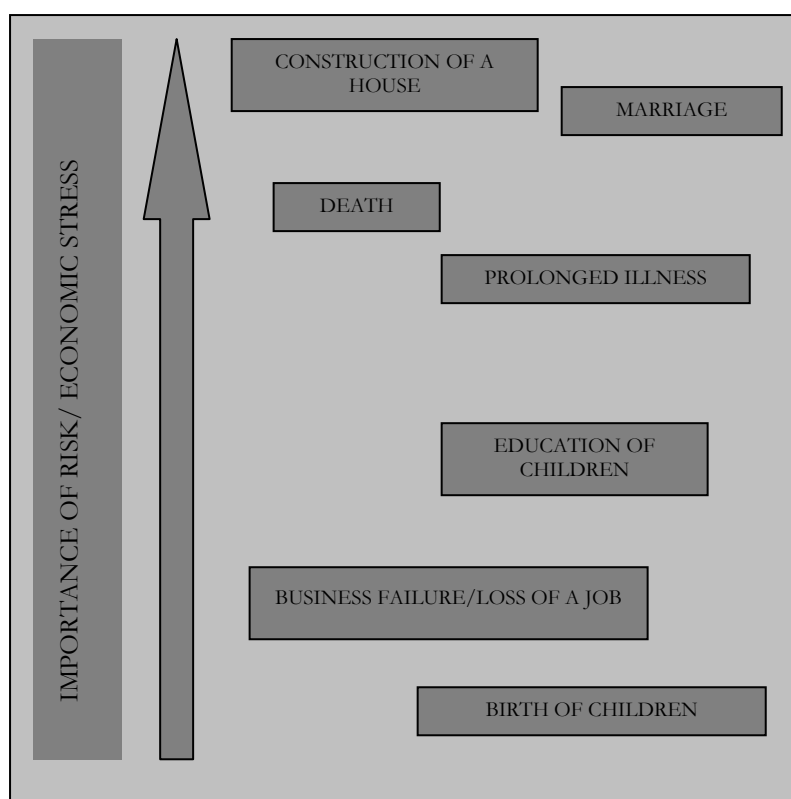 IMPORTANCE OF RISK/ ECONOMIC STRESS
CONSTRUCTION OF A
HOUSE
MARRIAGE
DEATH
PROLONGED ILLNESS
EDUCATION OF
CHILDREN
BUSINESS FAILURE/LOSS OF A JOB
BIRTH OF CHILDREN